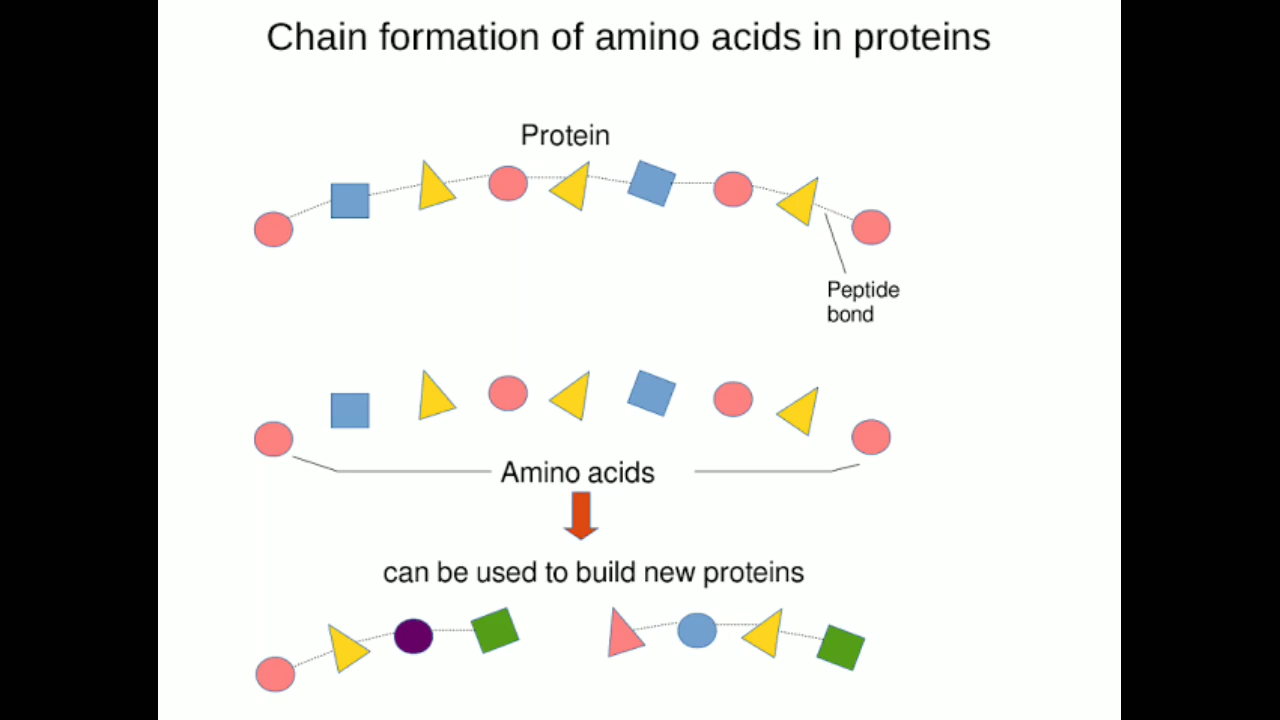 Chain formation of amino acids in proteins
Protein
Peptide
bond
Amino acids
can be used to build new proteins